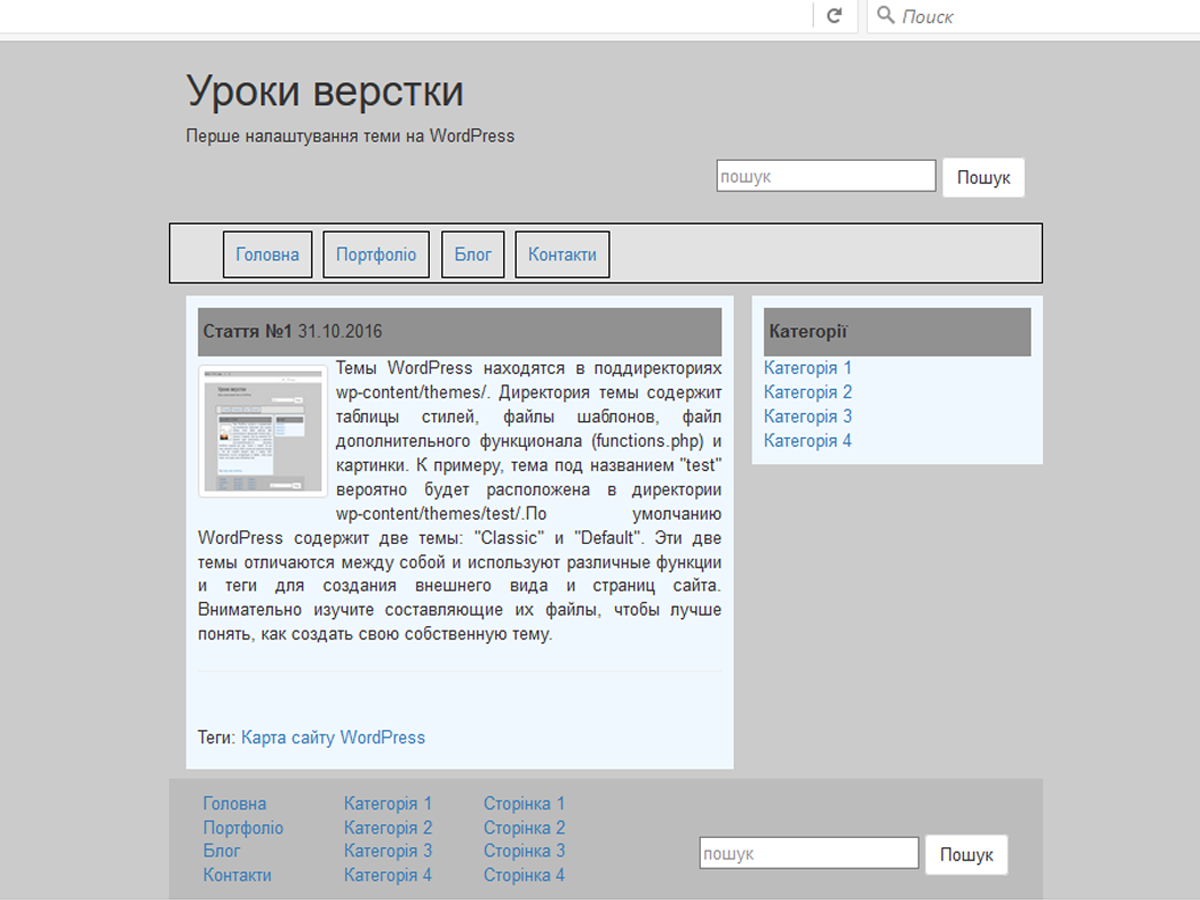 Поиск
Уроки верстки
Перше налаштування теми на WordPress
пошук Пошук
Головна Портфоліо Блог Контакти
Стаття №1 31.10.2016
Темы WordPress находятся в поддиректориях
wp-content/themes/. Директория темы содержит
таблицы стилей, файлы шаблонов, файл
дополнительного функционала (functions.php) и
картинки. К примеру, тема под названием "test"
вероятно будет расположена в директории
wp-content/themes/test/.По умолчанию
WordPress содержит две темы: "Classic" и "Default". Эти две
темы отличаются между собой и используют различные функции
и теги для создания внешнего вида и страниц сайта.
Внимательно изучите составляющие их файлы, чтобы лучше
понять, как создать свою собственную тему.
Теги: Карта сайту WordPress
Категорії
Категорія 1
Категорія 2
Категорія 3
Категорія 4
Головна Категорія 1 Сторінка 1
Портфоліо Категорія 2 Сторінка 2
Блог Категорія 3 Сторінка 3
Контакти Категорія 4 Сторінка 4
пошук Пошук